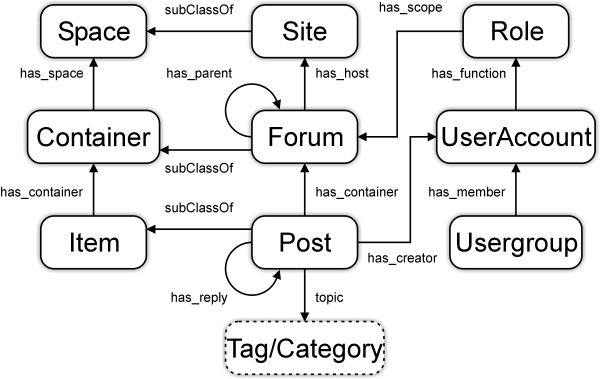 subClassOf
has_scope
Space
Site
Role
has_space
has_parent
has_host
has_function
Container
Forum
UserAccount
subClassOf
has_container
has_container
has_member
subClassOf
Item
Post
Usergroup
has_creator
has_reply
topic
Tag/Category